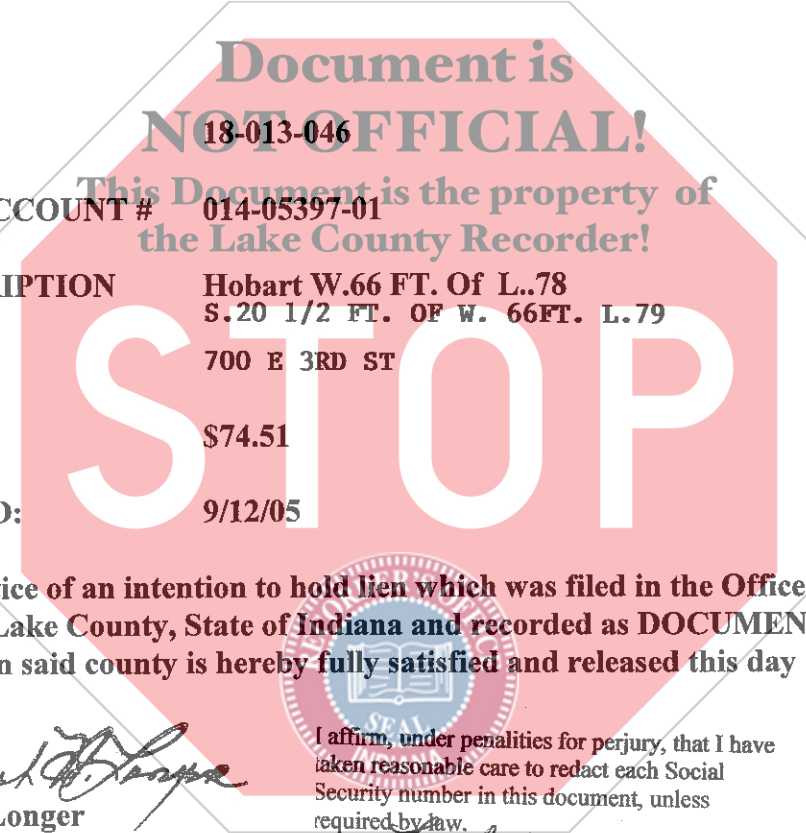 Document is
NOT OFFICIAL!
18-013-046
This Document is the property of
CCOUNT # 014-05397-01
the Lake County Recorder!
IPTION Hobart W.66 FT. Of L..78
S.20 1/2 FT. OF W. 66FT. L.79
700 E 3RD ST
STOP
$74.51
D: 9/12/05
ice of an intention to hold lien which was filed in the Office
Lake County, State of Indiana and recorded as DOCUMEN
n said county is hereby fully satisfied and released this day
SEAL
I affirm, under penalities for perjury, that I have
taken reasonable care to redact each Social
Security number in this document, unless
required by law.
Longer